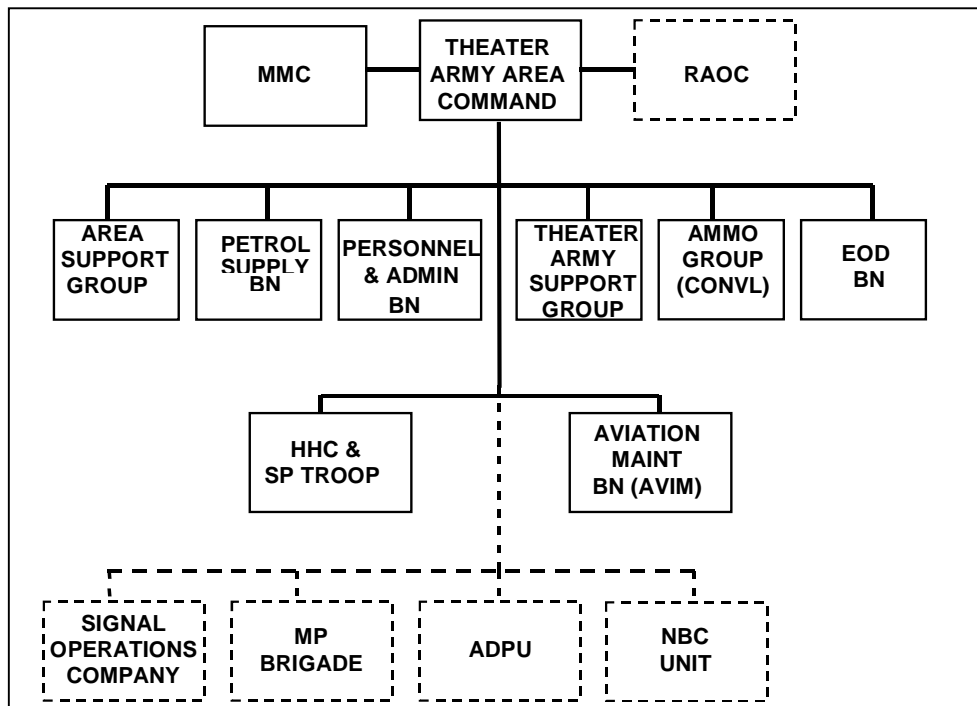 MMC
THEATER
ARMY AREA
COMMAND
RAOC
AREA
SUPPORT
GROUP
PETROL
SUPPLY
BN
PERSONNEL
& ADMIN
BN
THEATER
ARMY
SUPPORT
GROUP
AMMO
GROUP
(CONVL)
EOD
BN
HHC &
SP TROOP
AVIATION
MAINT
BN (AVIM)
SIGNAL
OPERATIONS
COMPANY
MP
BRIGADE
ADPU
NBC
UNIT